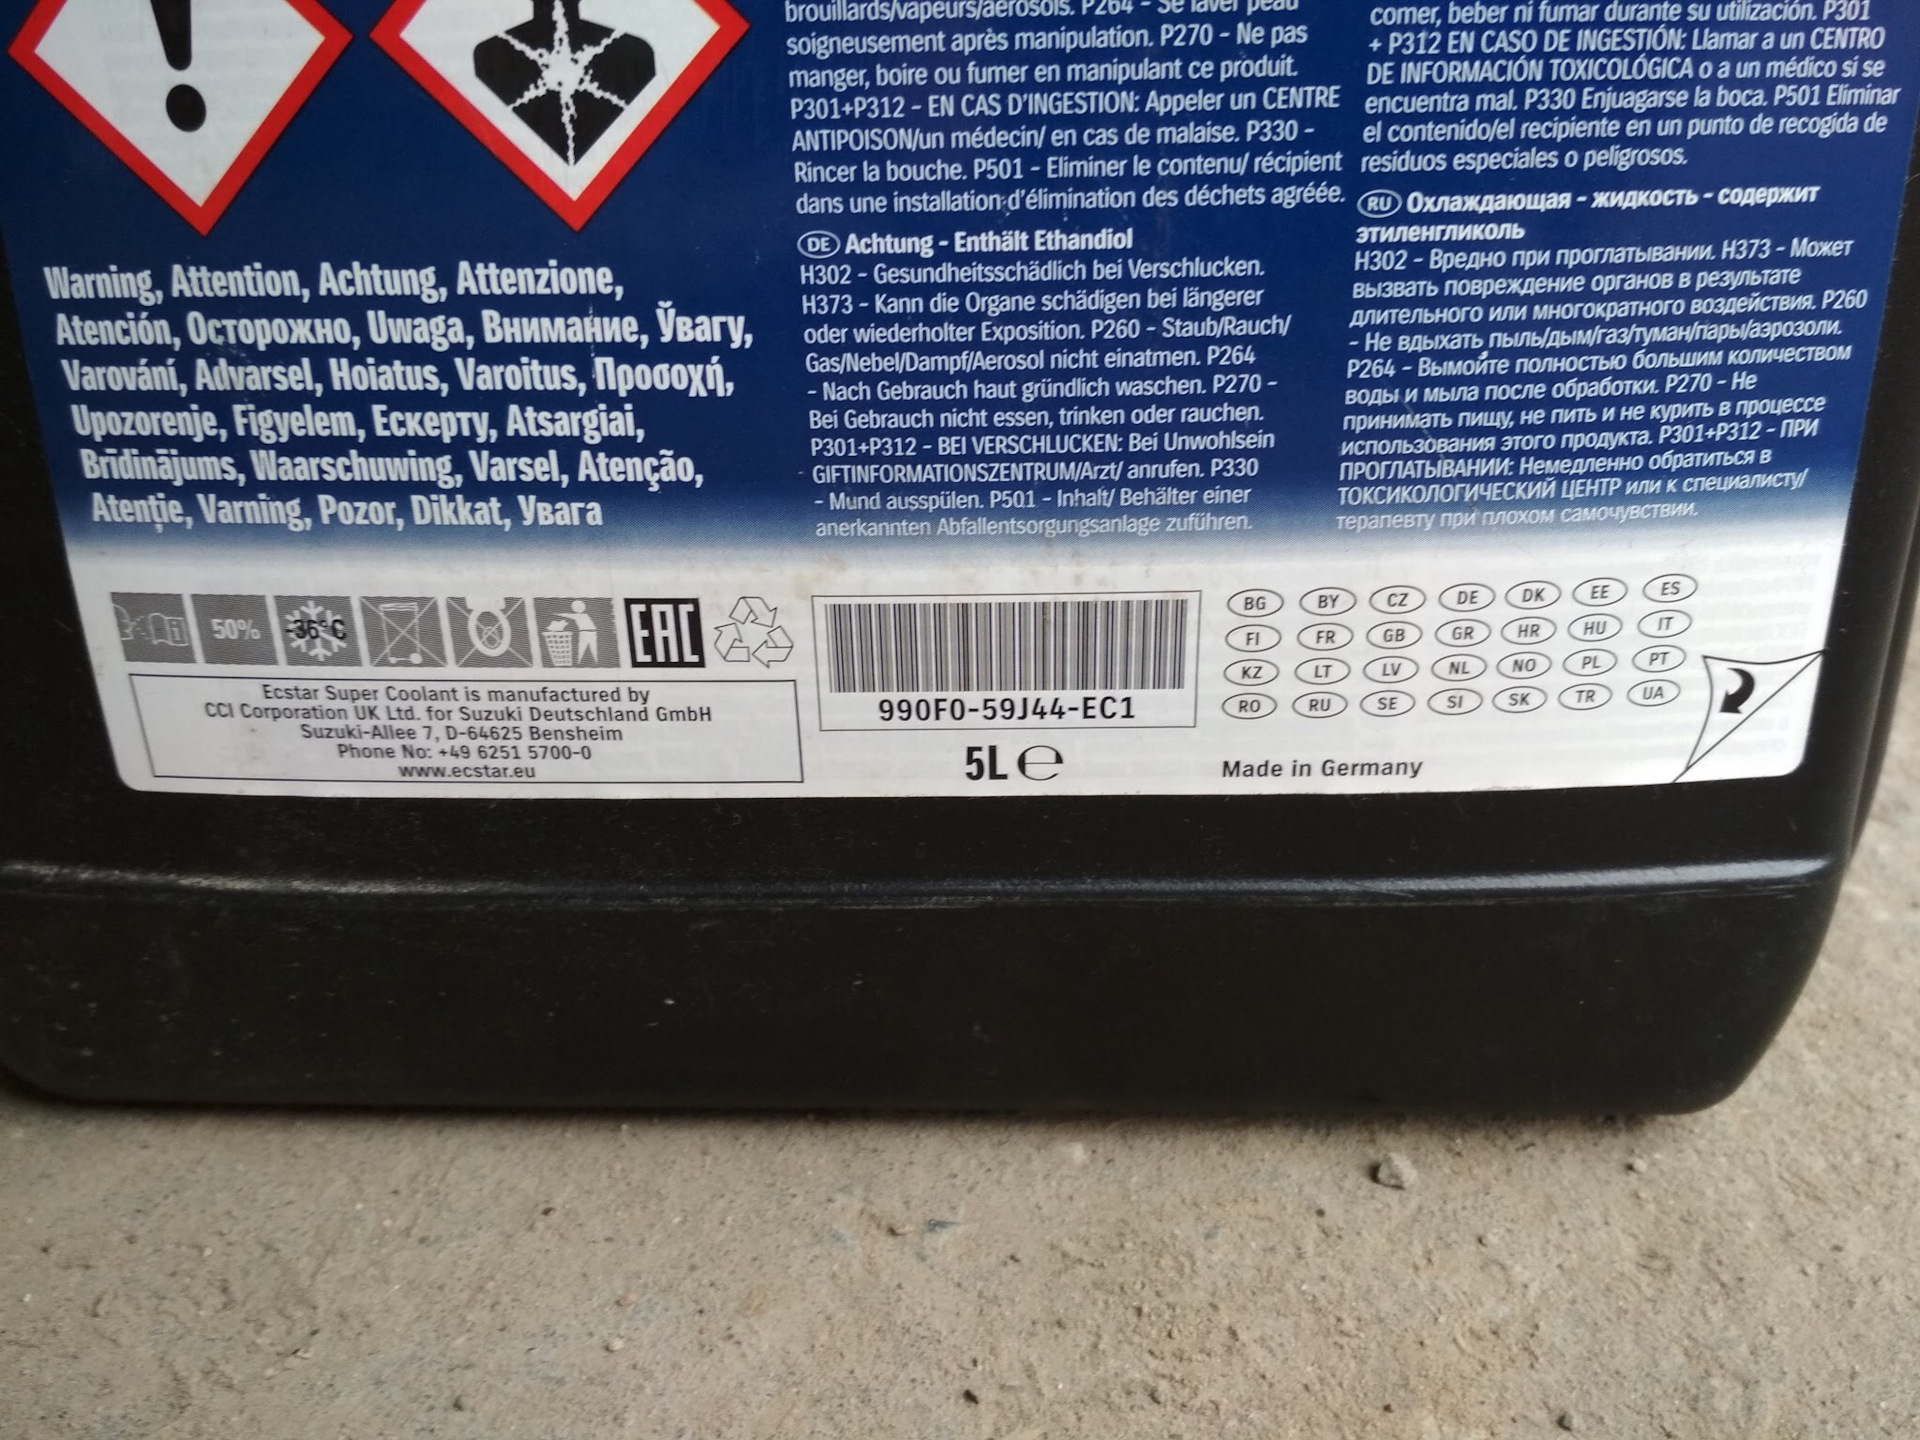 brouillards/vapeurs/aérosols. P264 - Se laver peau
soigneusement après manipulation. P270 - Ne pas
manger, boire ou fumer en manipulant ce produit.
P301+P312 - EN CAS D'INGESTION: Appeler un CENTRE
ANTIPOISON/un médecin/ en cas de malaise. P330 -
Rincer la bouche. P501 - Eliminer le contenu/ récipient
dans une installation d'élimination des déchets agréée.
DE Achtung - Enthält Ethandiol
H302 - Gesundheitsschädlich bei Verschlucken.
H373 - Kann die Organe schädigen bei längerer
oder wiederholter Exposition. P260 - Staub/Rauch/
Gas/Nebel/Dampf/Aerosol nicht einatmen. P264
- Nach Gebrauch haut gründlich waschen. P270 -
Bei Gebrauch nicht essen, trinken oder rauchen.
P301+P312 - BEI VERSCHLUCKEN: Bei Unwohlsein
GIFTINFORMATIONSZENTRUM/Arzt/ anrufen. P330
- Mund ausspülen. P501 - Inhalt/ Behälter einer
anerkannten Abfallentsorgungsanlage zuführen.
comer, beber ni fumar durante su utilización. P301
+ P312 EN CASO DE INGESTIÓN: Llamar a un CENTRO
DE INFORMACIÓN TOXICOLÓGICA o a un médico si se
encuentra mal. P330 Enjuagarse la boca. P501 Eliminar
el contenido/el recipiente en un punto de recogida de
residuos especiales o peligrosos.
RU Охлаждающая - жидкость - содержит
этиленгликоль
H302 - Вредно при проглатывании. H373 - Может
вызвать повреждение органов в результате
длительного или многократного воздействия. P260
- Не вдыхать пыль/дым/газ/туман/пары/аэрозоли.
P264 - Вымойте полностью большим количеством
воды и мыла после обработки. P270 - Не
принимать пищу, не пить и не курить в процессе
использования этого продукта. P301+P312 - ПРИ
ПРОГЛАТЫВАНИИ: Немедленно обратиться в
ТОКСИКОЛОГИЧЕСКИЙ ЦЕНТР или к специалисту/
терапевту при плохом самочувствии.
Warning, Attention, Achtung, Attenzione,
Atención, Осторожно, Uwaga, Внимание, Ўвагу,
Varování, Advarsel, Hoiatus, Varoitus, Προσοχή,
Upozorenje, Figyelem, Ескерту, Atsargiai,
Brīdinājums, Waarschuwing, Varsel, Atenção,
Atenție, Varning, Pozor, Dikkat, Увага
50% -36°C EAC
Ecstar Super Coolant is manufactured by
CCI Corporation UK Ltd. for Suzuki Deutschland GmbH
Suzuki-Allee 7, D-64625 Bensheim
Phone No: +49 6251 5700-0
www.ecstar.eu
990F0-59J44-EC1
5L e
BG BY CZ DE DK EE ES
FI FR GB GR HR HU IT
KZ LT LV NL NO PL PT
RO RU SE SI SK TR UA
Made in Germany